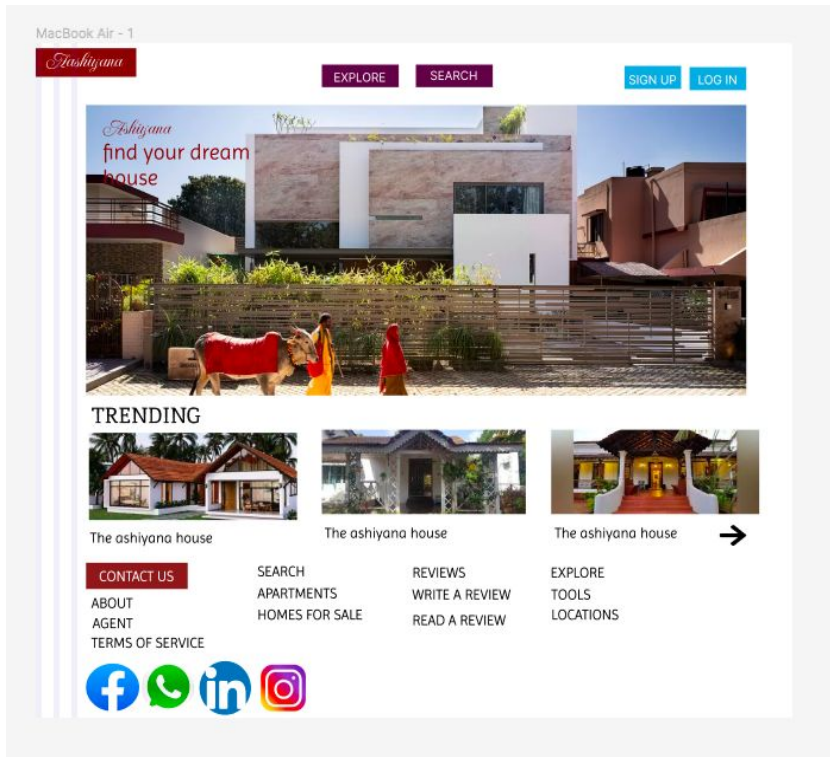 MacBook Air - 1
Aashiyana
EXPLORE
SEARCH
SIGN UP
LOG IN
Ashiyana
find your dream
house
TRENDING
The ashiyana house
The ashiyana house
The ashiyana house
CONTACT US
ABOUT
AGENT
TERMS OF SERVICE
SEARCH
APARTMENTS
HOMES FOR SALE
REVIEWS
WRITE A REVIEW
READ A REVIEW
EXPLORE
TOOLS
LOCATIONS
in